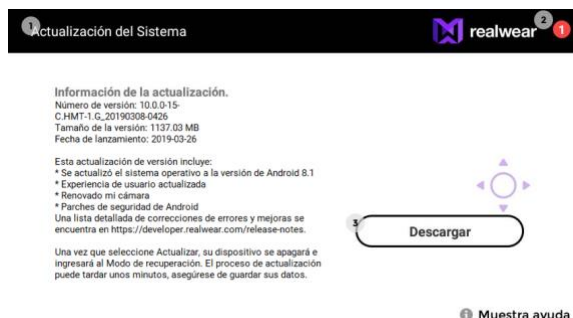 1
Actualización del Sistema
realwear
2
1
Información de la actualización.
Número de versión: 10.0.0-15-
C.HMT-1.G_20190308-0426
Tamaño de la versión: 1137.03 MB
Fecha de lanzamiento: 2019-03-26
Esta actualización de versión incluye:
* Se actualizó el sistema operativo a la versión de Android 8.1
* Experiencia de usuario actualizada
* Renovado mi cámara
* Parches de seguridad de Android
Una lista detallada de correcciones de errores y mejoras se
encuentra en https://developer.realwear.com/release-notes.
3
Descargar
Una vez que seleccione Actualizar, su dispositivo se apagará e
ingresará al Modo de recuperación. El proceso de actualización
puede tardar unos minutos, asegúrese de guardar sus datos.
Muestra ayuda